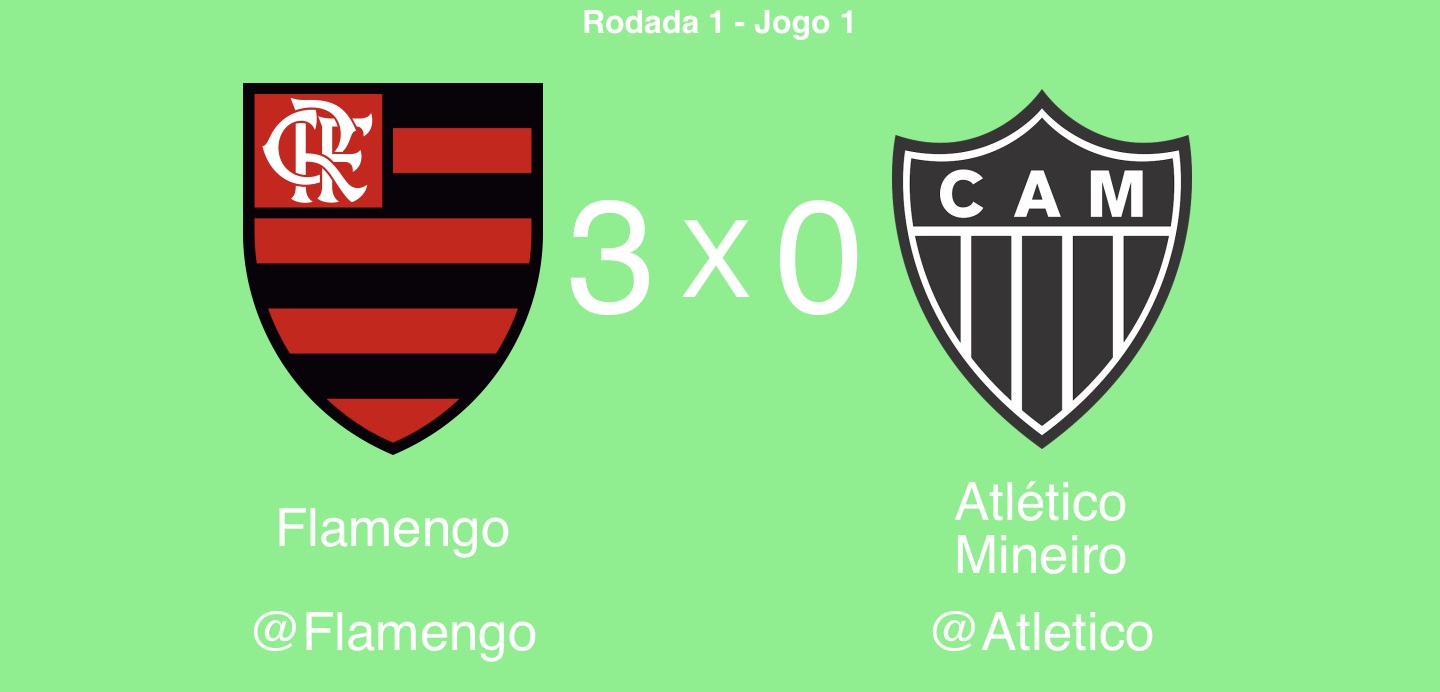 Rodada 1 - Jogo 1
CRF
3 X 0
CAM
Flamengo
Atlético
Mineiro
@Flamengo
@Atletico